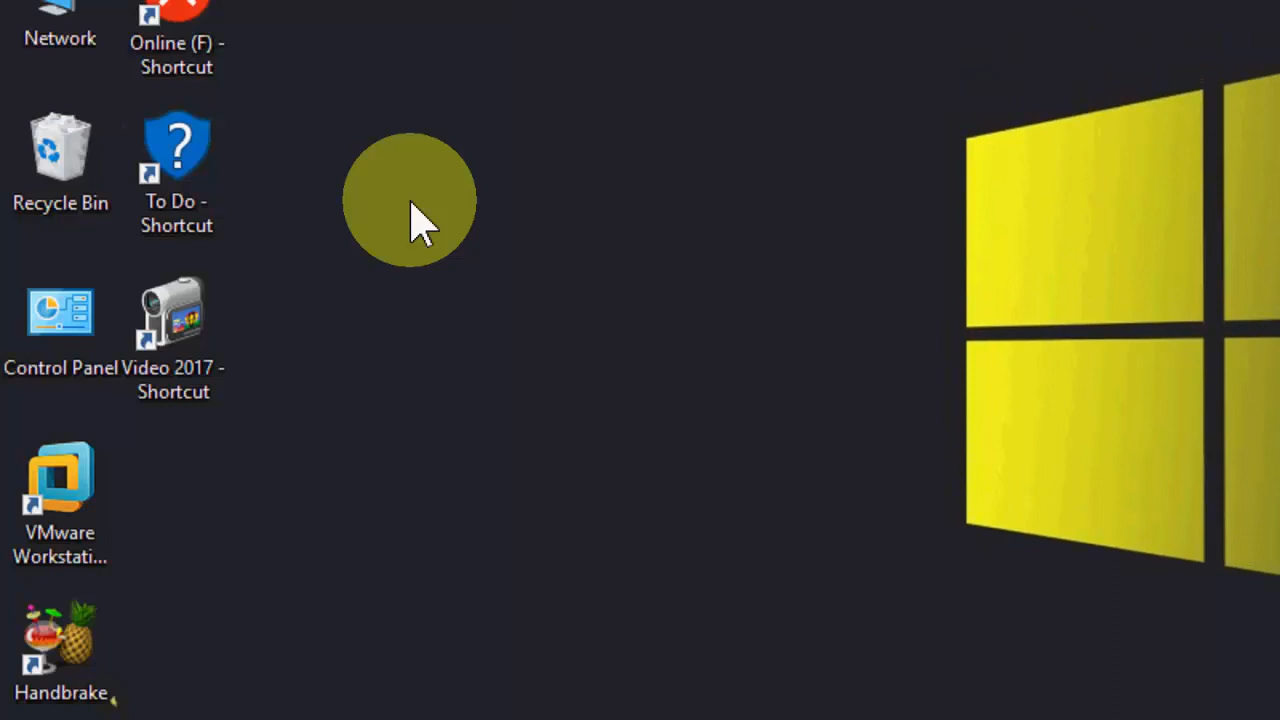 Network
Online (F) -
Shortcut
Recycle Bin
To Do -
Shortcut
Control Panel
Video 2017 -
Shortcut
VMware
Workstati...
Handbrake